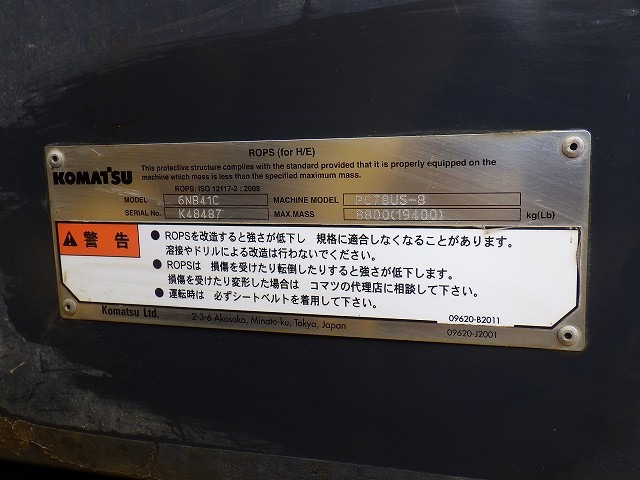 ROPS (for H/E)
This protective structure complies with the standard provided that it is properly equipped on the
KOMATSU
machine which mass is less than the specified maximum mass.
ROPS: ISO 12117-2 : 2008
MODEL 6NB41C MACHINE MODEL PC78US-8
SERIAL No. K48487 MAX.MASS 8800(19400) kg(Lb)
警告
● ROPSを改造すると強さが低下し 規格に適合しなくなることがあります。
溶接やドリルによる改造は行わないでください。
● ROPSは 損傷を受けたり転倒したりすると強さが低下します。
損傷を受けたり変形した場合は コマツの代理店に相談して下さい。
● 運転時は 必ずシートベルトを着用して下さい。
09620-B2011
Komatsu Ltd. 2-3-6 Akasaka, Minato-ku, Tokyo, Japan
09620-J2001